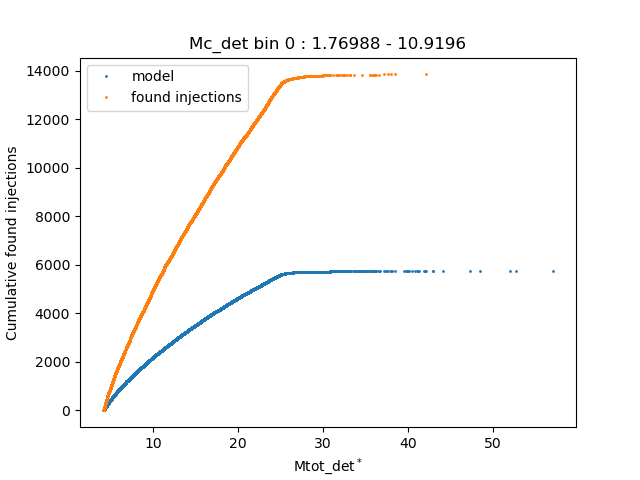 Mc_det bin 0 : 1.76988 - 10.9196
model
found injections
Cumulative found injections
14000
12000
10000
8000
6000
4000
2000
0
10 20 30 40 50
Mtot_det*